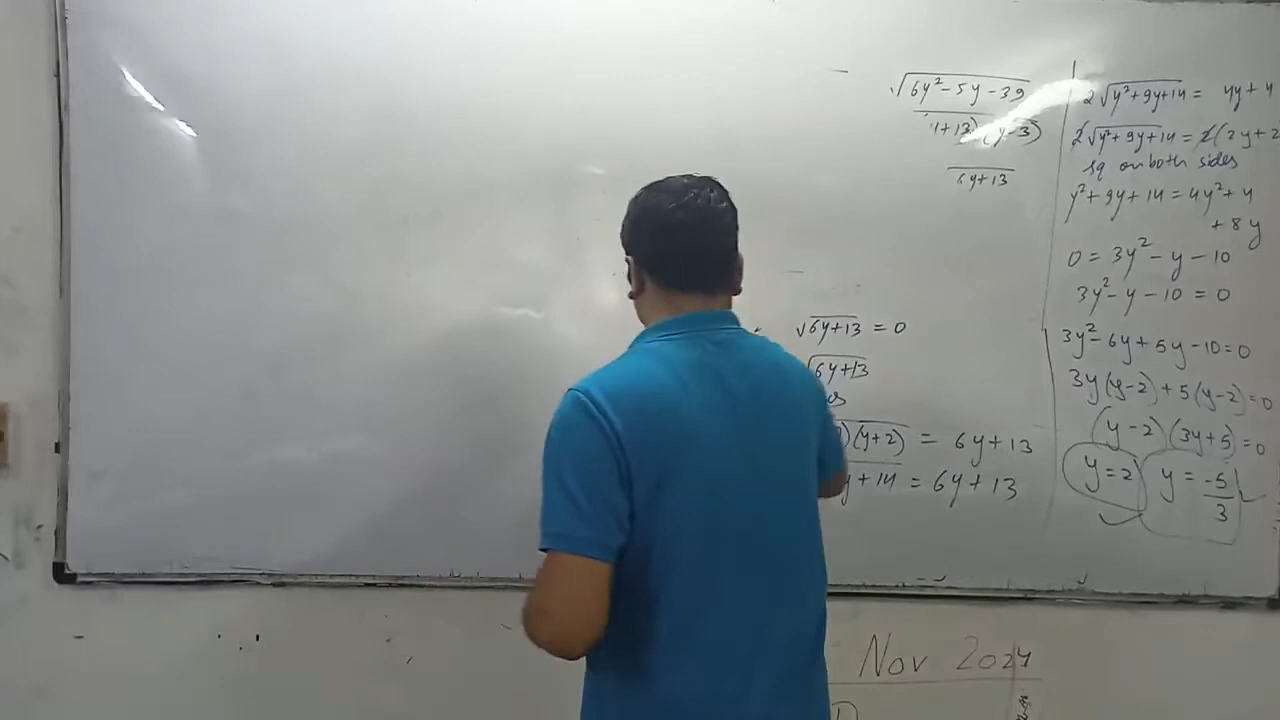 √6y²-5y-39
+13) (y-3)
6y+13
√6y+13 = 0
√6y+13
)(y+2) = 6y+13
y+14 = 6y+13
2√y²+9y+14 = 4y+4
2√y²+9y+14 = 2(2y+2
sq on both sides
y²+9y+14 = 4y²+4
+ 8y
0 = 3y²-y-10
3y²-y-10 = 0
3y²-6y+5y-10=0
3y(y-2)+5(y-2)=0
(y-2)(3y+5)=0
y=2 y = -5/3
Nov 2024